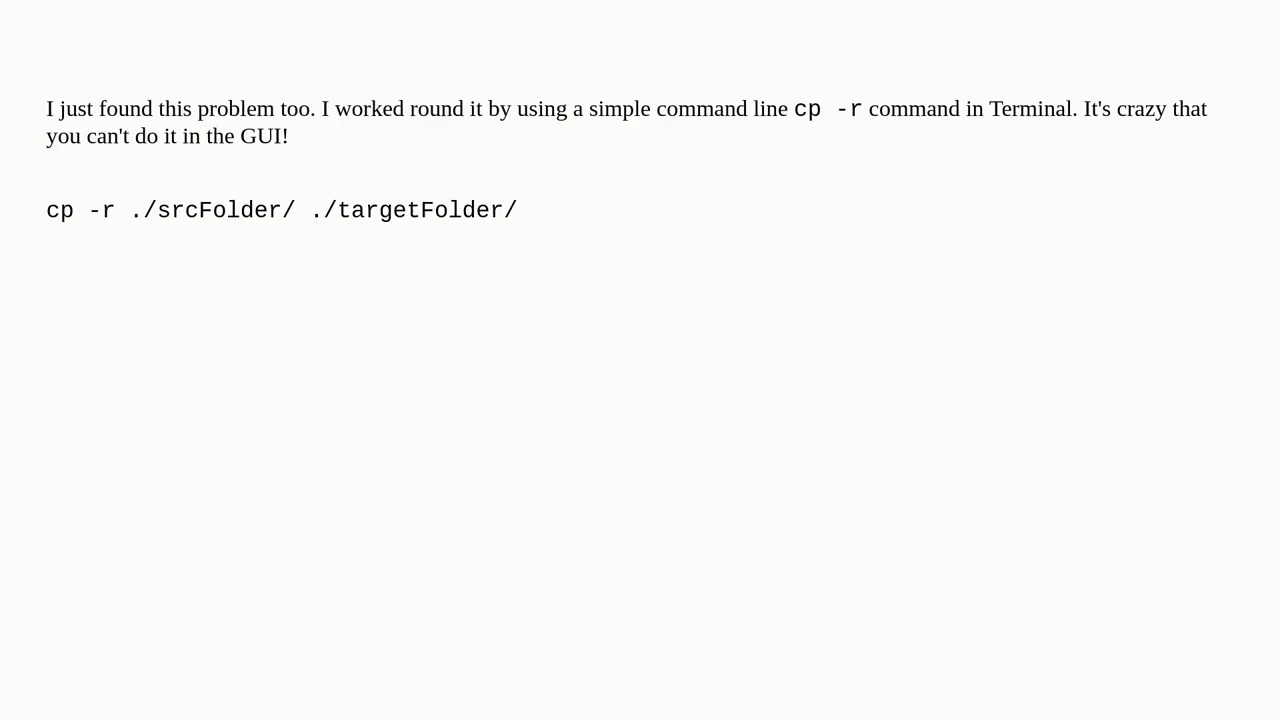 I just found this problem too. I worked round it by using a simple command line cp -r command in Terminal. It's crazy that
you can't do it in the GUI!
cp -r ./srcFolder/ ./targetFolder/